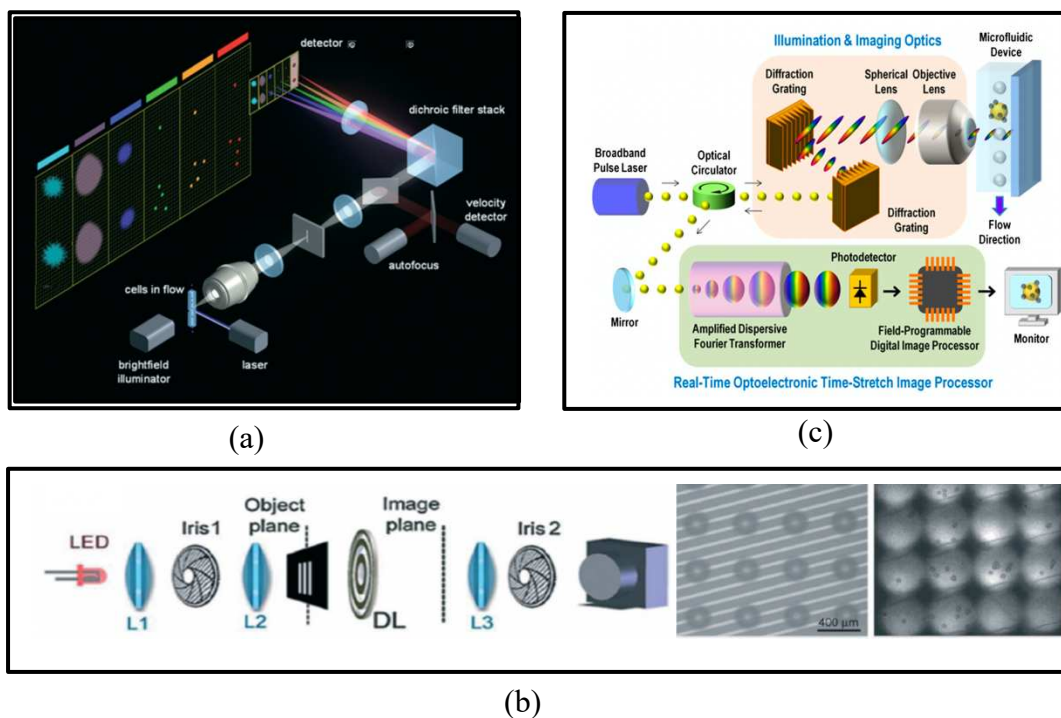 detector
dichroic filter stack
velocity
detector
autofocus
cells in flow
brightfield
illuminator
laser
(a)
Illumination & Imaging Optics
Microfluidic
Device
Diffraction
Grating
Spherical
Lens
Objective
Lens
Broadband
Pulse Laser
Optical
Circulator
Diffraction
Grating
Flow
Direction
Photodetector
Mirror
Amplified Dispersive
Fourier Transformer
Field-Programmable
Digital Image Processor
Monitor
Real-Time Optoelectronic Time-Stretch Image Processor
(c)
LED
L1
Iris1
L2
Object
plane
DL
Image
plane
L3
Iris2
400 µm
(b)